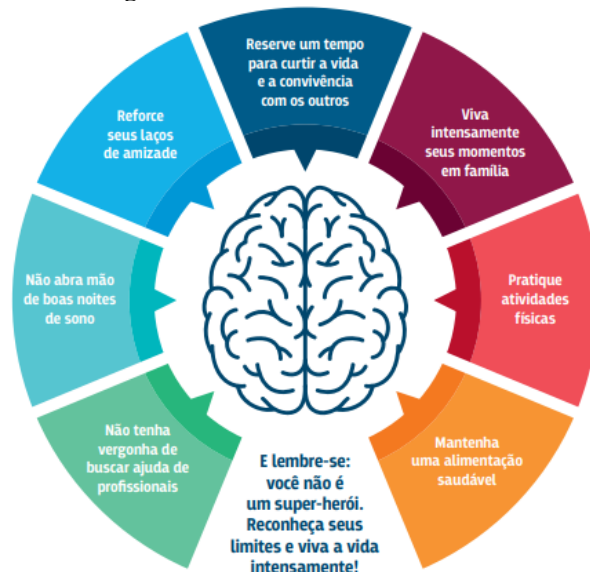 Reserve um tempo
para curtir a vida
e a convivência
com os outros
Viva
intensamente
seus momentos
em família
Pratique
atividades
físicas
Mantenha
uma alimentação
saudável
E lembre-se:
você não é
um super-herói.
Reconheça seus
limites e viva a vida
intensamente!
Não tenha
vergonha de
buscar ajuda de
profissionais
Não abra mão
de boas noites
de sono
Reforce
seus laços
de amizade